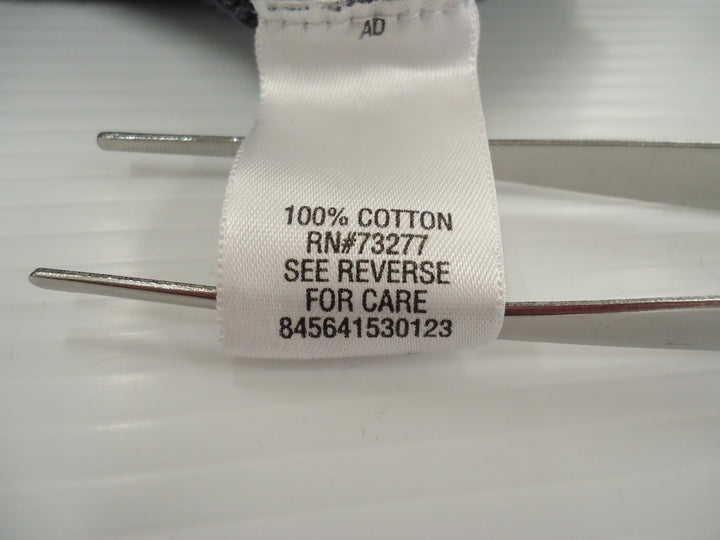 AD
100% COTTON
RN#73277
SEE REVERSE
FOR CARE
845641530123